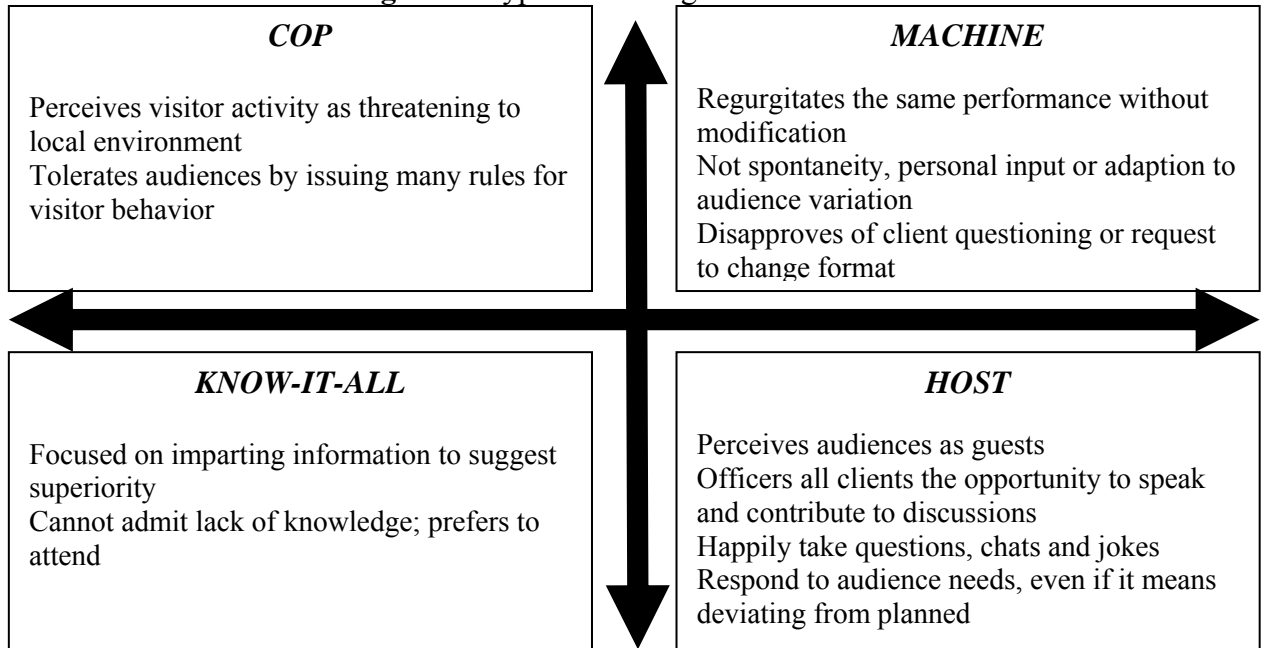 COP
Perceives visitor activity as threatening to
local environment
Tolerates audiences by issuing many rules for
visitor behavior
MACHINE
Regurgitates the same performance without
modification
Not spontaneity, personal input or adaption to
audience variation
Disapproves of client questioning or request
to change format
KNOW-IT-ALL
Focused on imparting information to suggest
superiority
Cannot admit lack of knowledge; prefers to
attend
HOST
Perceives audiences as guests
Officers all clients the opportunity to speak
and contribute to discussions
Happily take questions, chats and jokes
Respond to audience needs, even if it means
deviating from planned